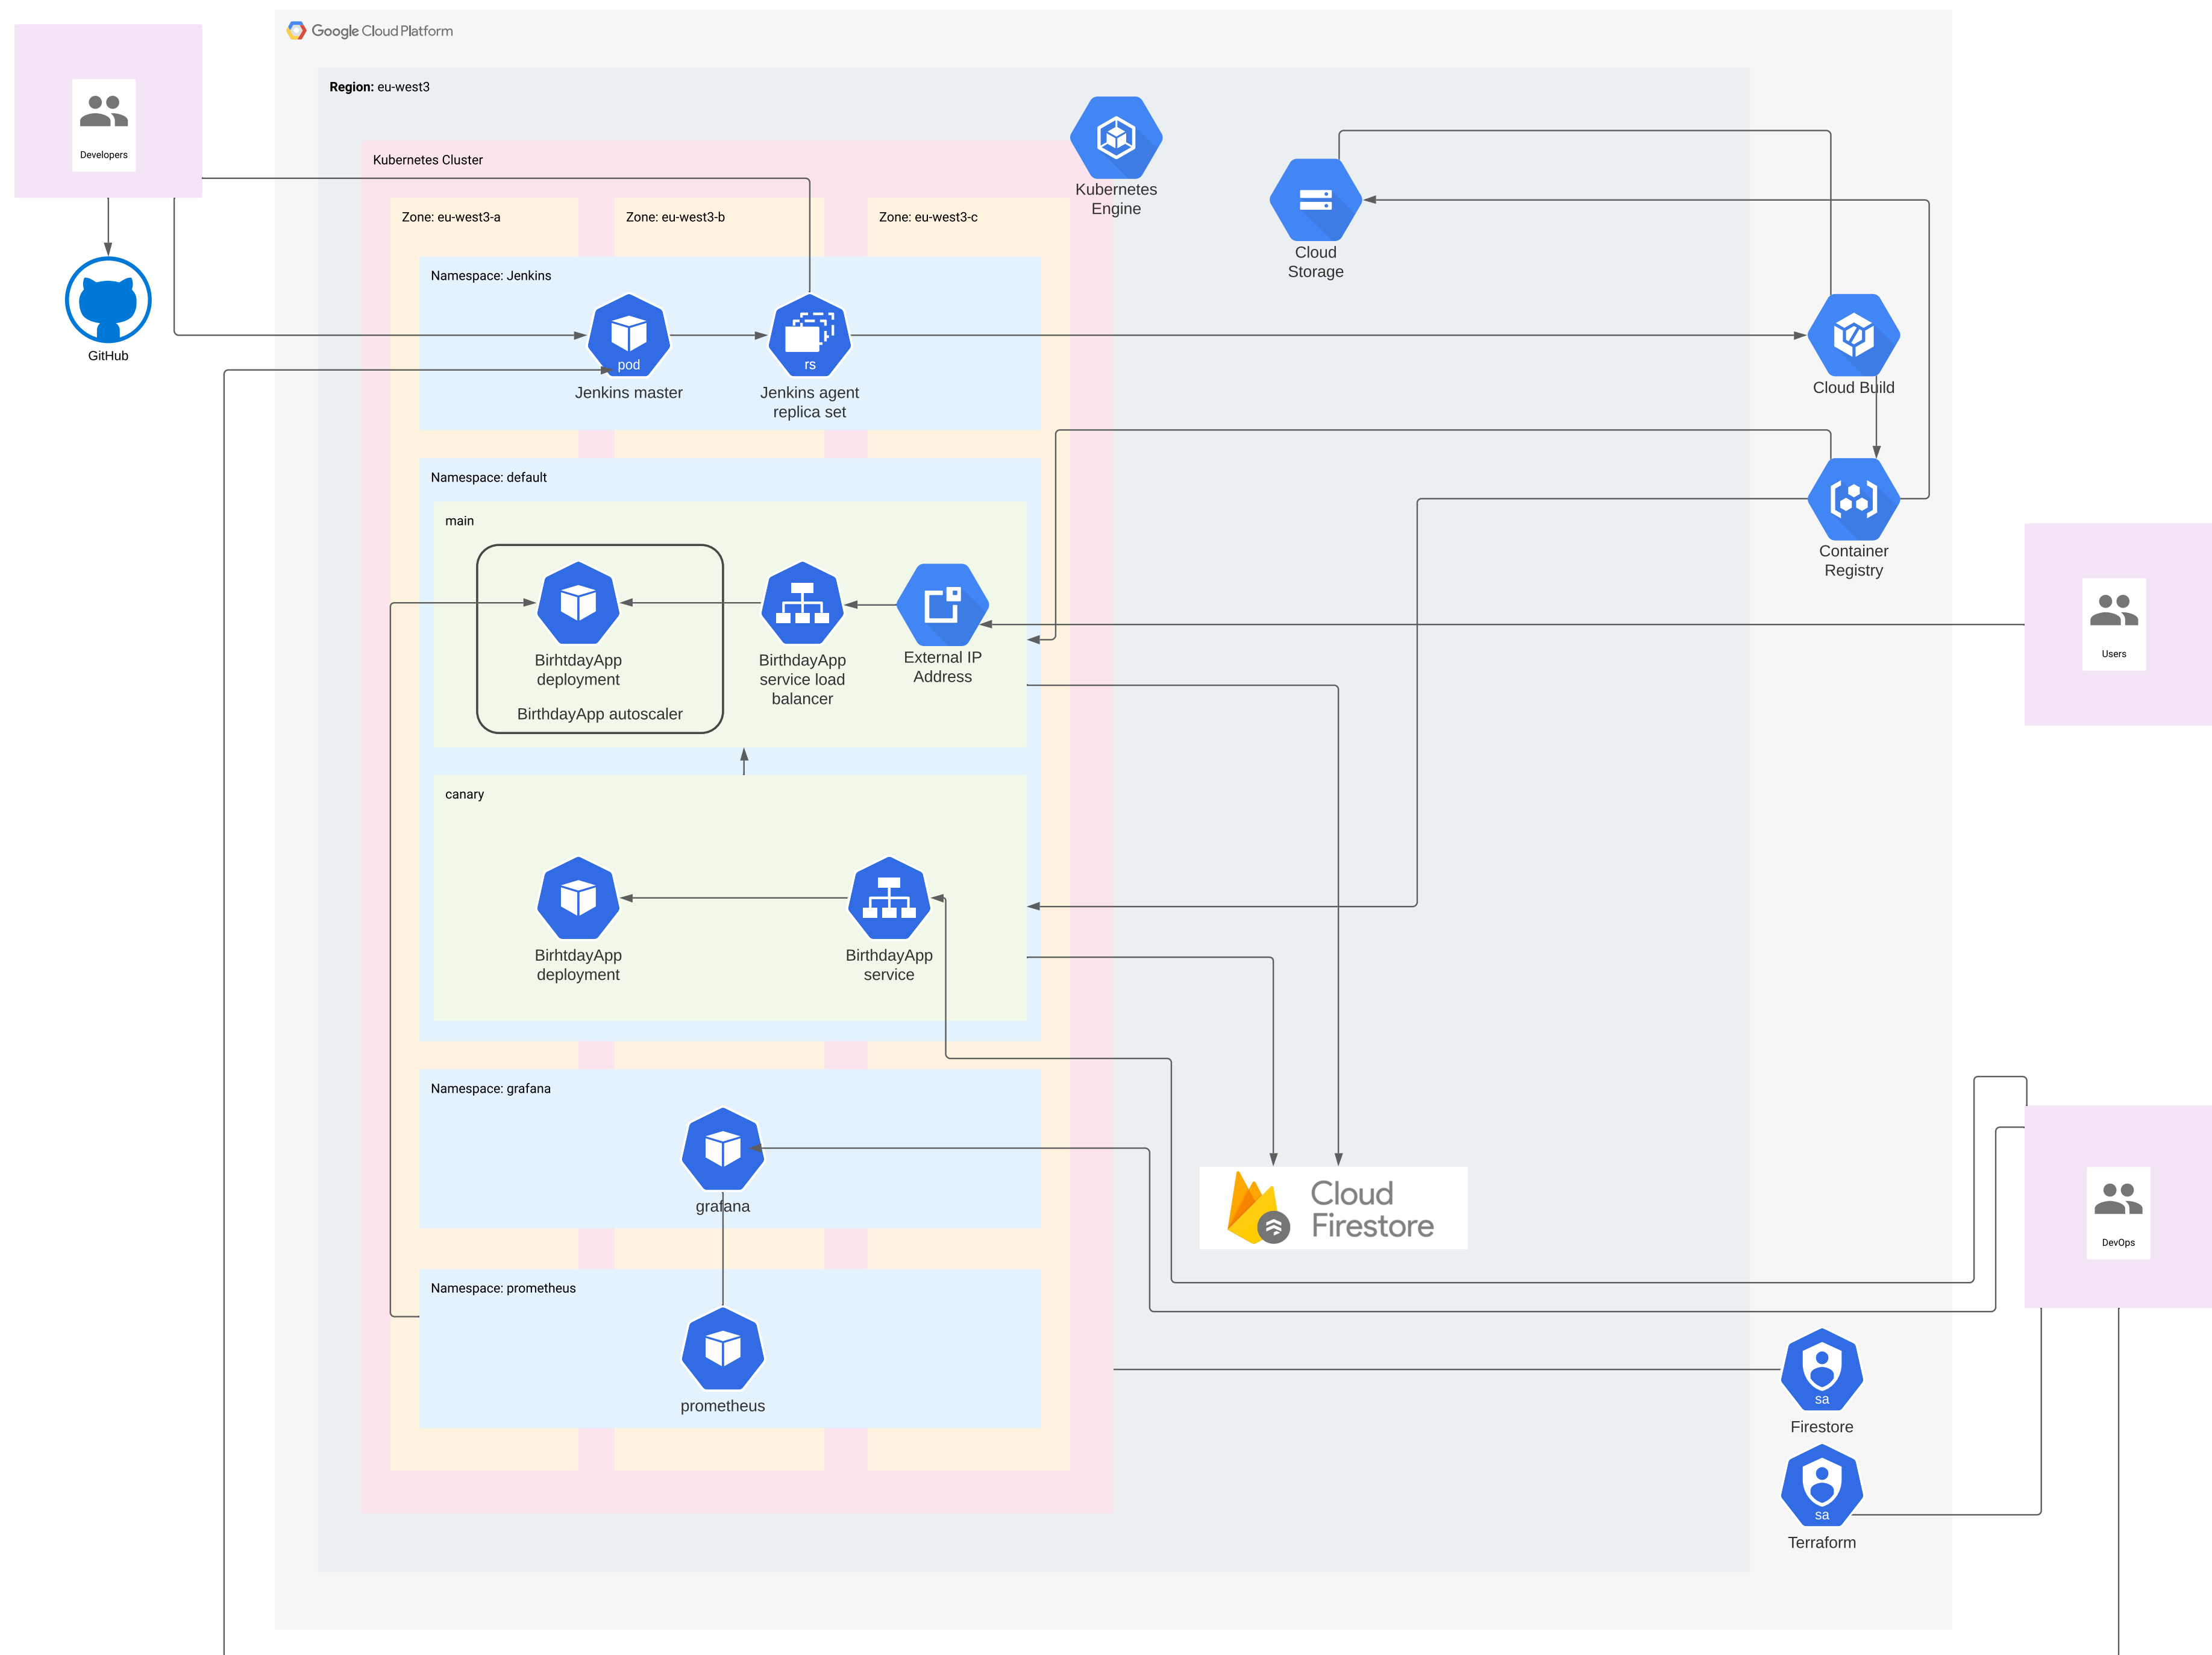 Google Cloud Platform
Region: eu-west3
Developers
Kubernetes Cluster
Kubernetes
Engine
Zone: eu-west3-a
Zone: eu-west3-b
Zone: eu-west3-c
Cloud
Storage
Namespace: Jenkins
GitHub
pod
Jenkins master
rs
Jenkins agent
replica set
Cloud Build
Namespace: default
main
Container
Registry
BirhtdayApp
deployment
BirthdayApp autoscaler
BirthdayApp
service load
balancer
External IP
Address
Users
canary
BirhtdayApp
deployment
BirthdayApp
service
Namespace: grafana
grafana
Cloud
Firestore
DevOps
Namespace: prometheus
prometheus
sa
Firestore
sa
Terraform